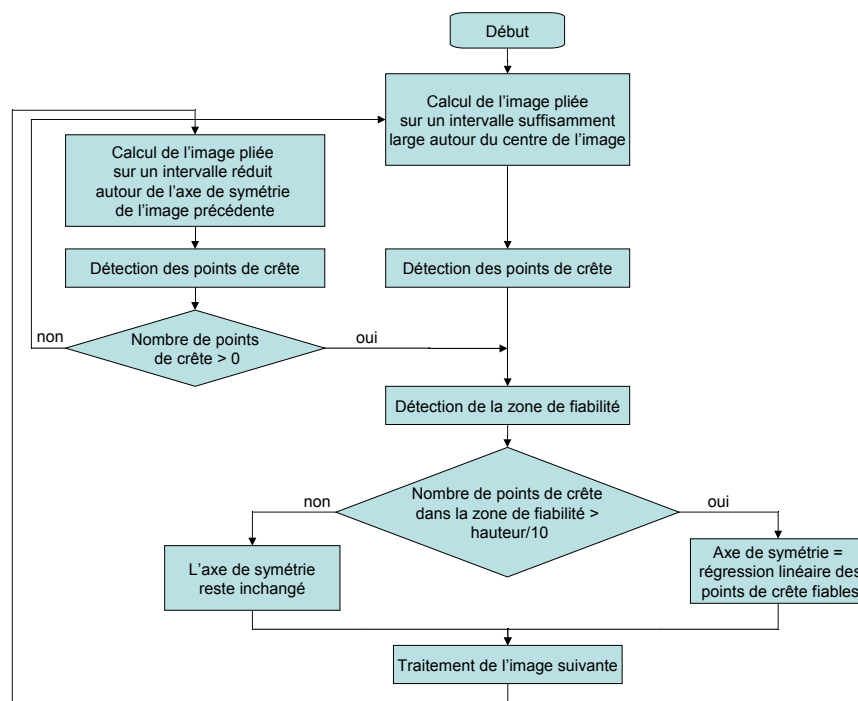 Début
Calcul de l'image pliée
sur un intervalle suffisamment
large autour du centre de l'image
Calcul de l'image pliée
sur un intervalle réduit
autour de l'axe de symétrie
de l'image précédente
Détection des points de crête
Détection des points de crête
non
Nombre de points
de crête > 0
oui
Détection de la zone de fiabilité
non
Nombre de points de crête
dans la zone de fiabilité >
hauteur/10
oui
L'axe de symétrie
reste inchangé
Axe de symétrie =
régression linéaire des
points de crête fiables
Traitement de l'image suivante